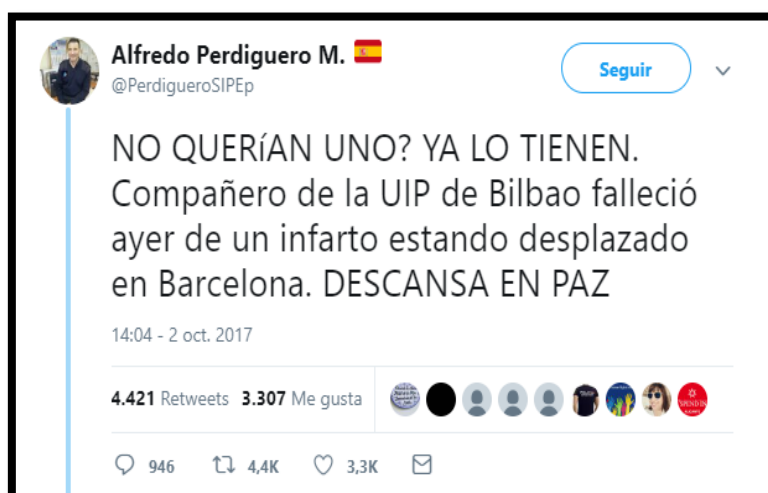 Alfredo Perdiguero M.
@PerdigueroSIPEp
Seguir
NO QUERíAN UNO? YA LO TIENEN.
Compañero de la UIP de Bilbao falleció
ayer de un infarto estando desplazado
en Barcelona. DESCANSA EN PAZ
14:04 - 2 oct. 2017
4.421 Retweets 3.307 Me gusta
946 4,4K 3,3K